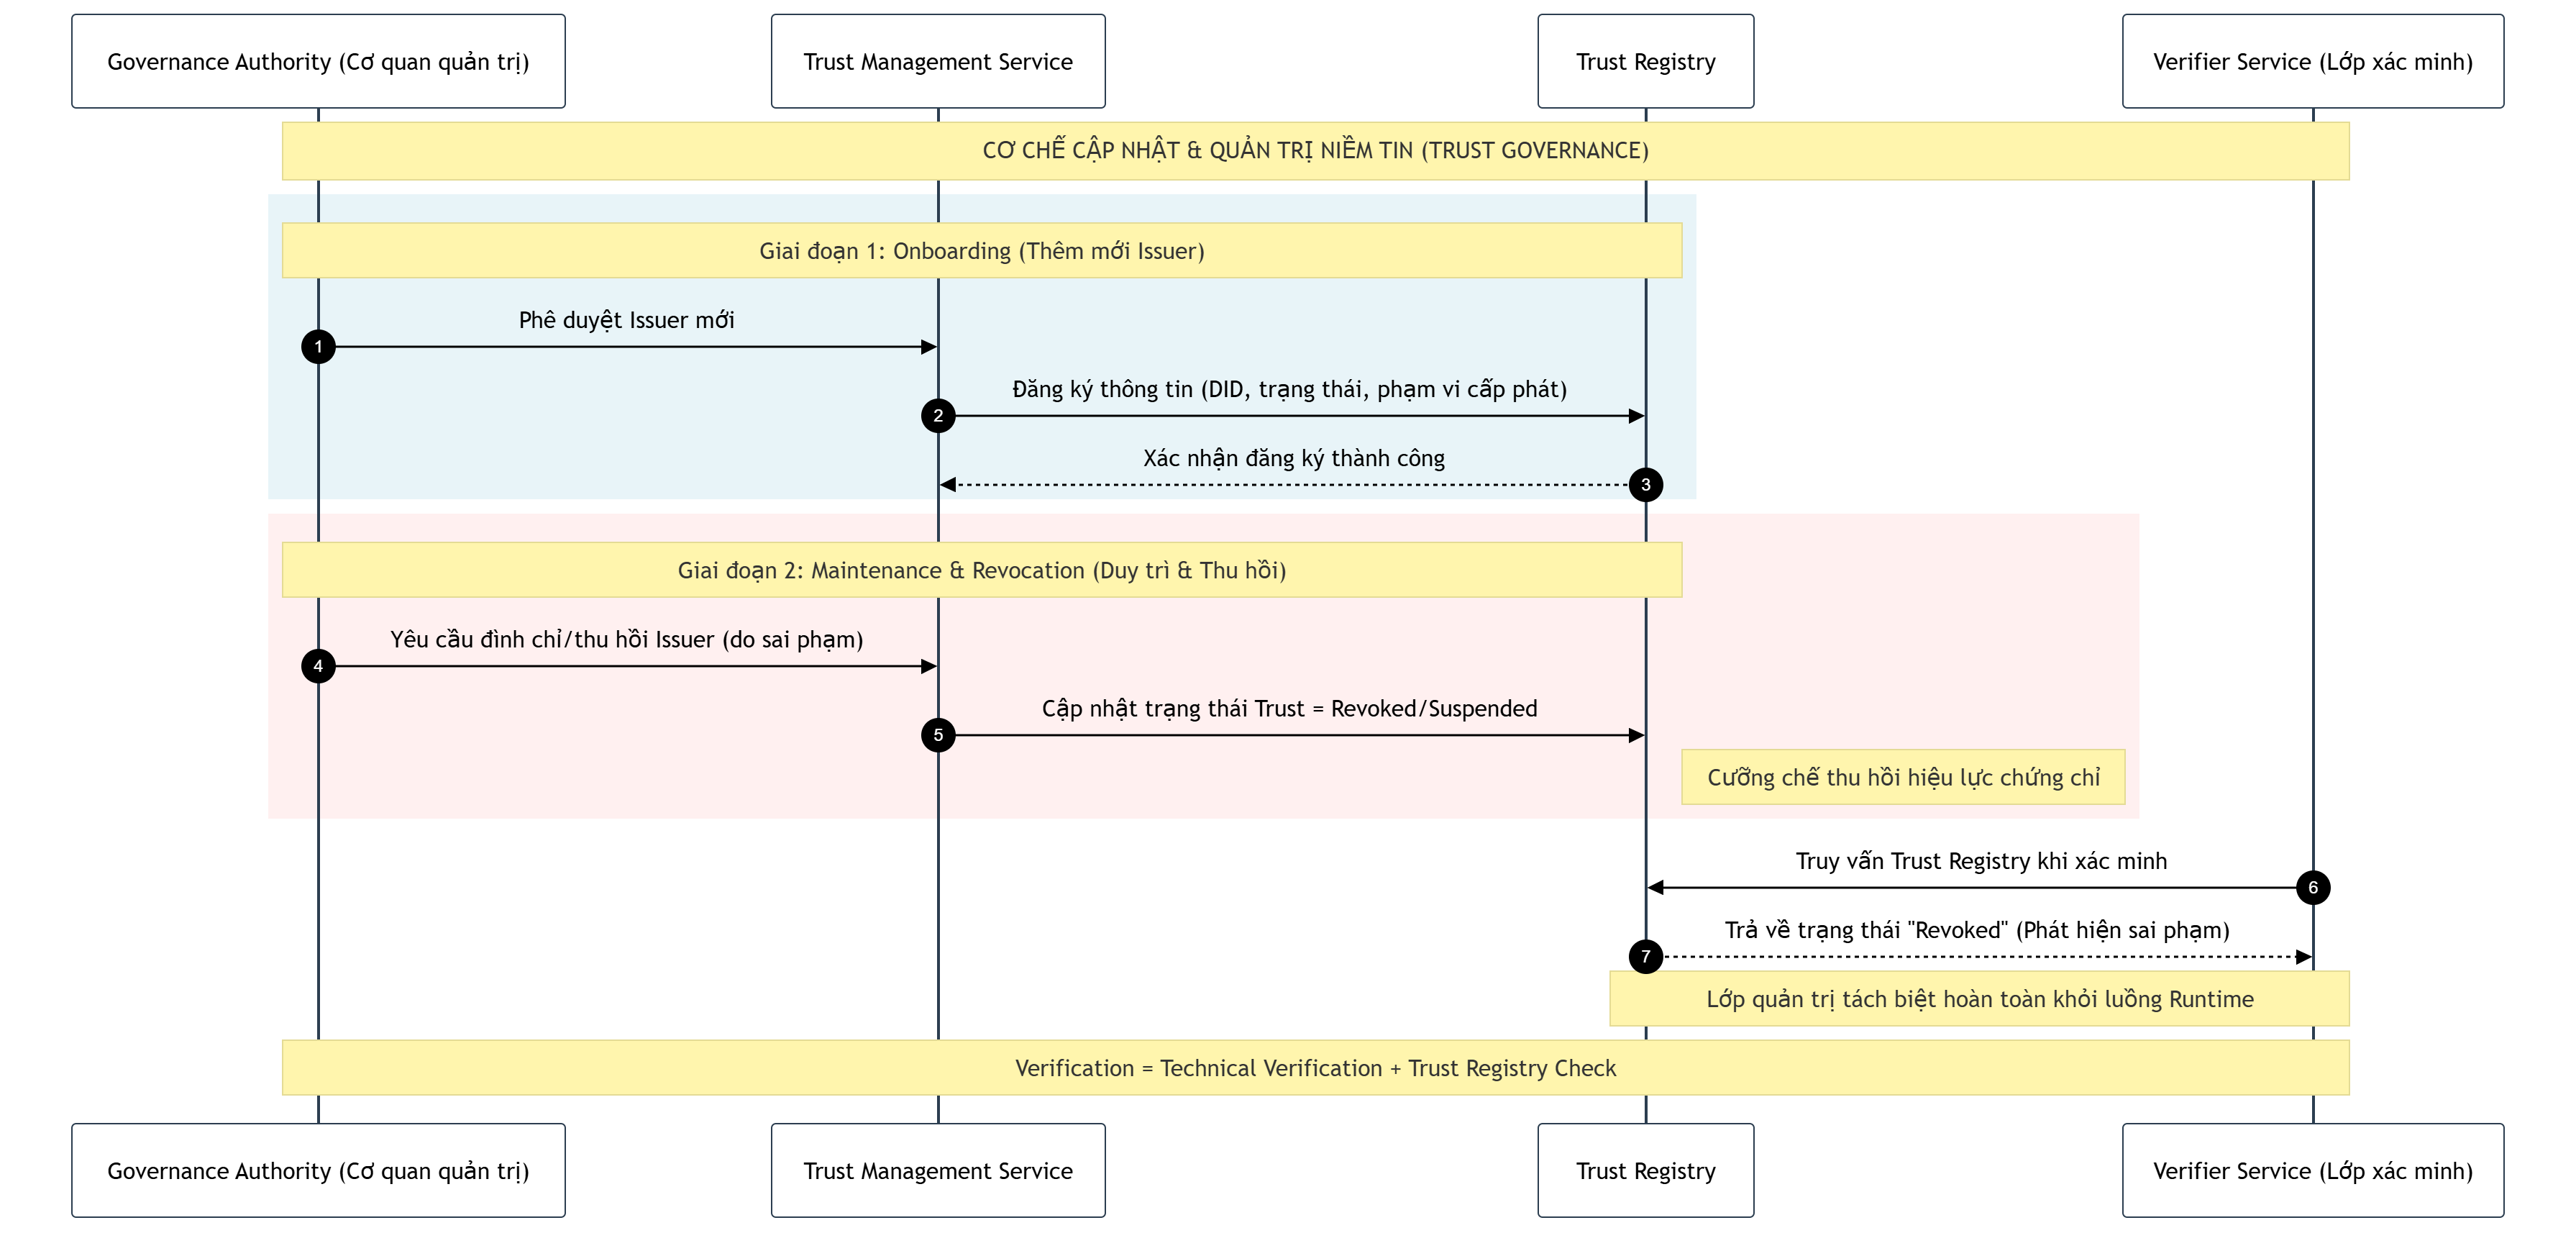 Governance Authority (Cơ quan quản trị)
Trust Management Service
Trust Registry
Verifier Service (Lớp xác minh)
CƠ CHẾ CẬP NHẬT & QUẢN TRỊ NIỀM TIN (TRUST GOVERNANCE)
Giai đoạn 1: Onboarding (Thêm mới Issuer)
Phê duyệt Issuer mới
1
Đăng ký thông tin (DID, trạng thái, phạm vi cấp phát)
2
Xác nhận đăng ký thành công
3
Giai đoạn 2: Maintenance & Revocation (Duy trì & Thu hồi)
Yêu cầu đình chỉ/thu hồi Issuer (do sai phạm)
4
Cập nhật trạng thái Trust = Revoked/Suspended
5
Cưỡng chế thu hồi hiệu lực chứng chỉ
Truy vấn Trust Registry khi xác minh
6
Trả về trạng thái "Revoked" (Phát hiện sai phạm)
7
Lớp quản trị tách biệt hoàn toàn khỏi luồng Runtime
Verification = Technical Verification + Trust Registry Check
Governance Authority (Cơ quan quản trị)
Trust Management Service
Trust Registry
Verifier Service (Lớp xác minh)